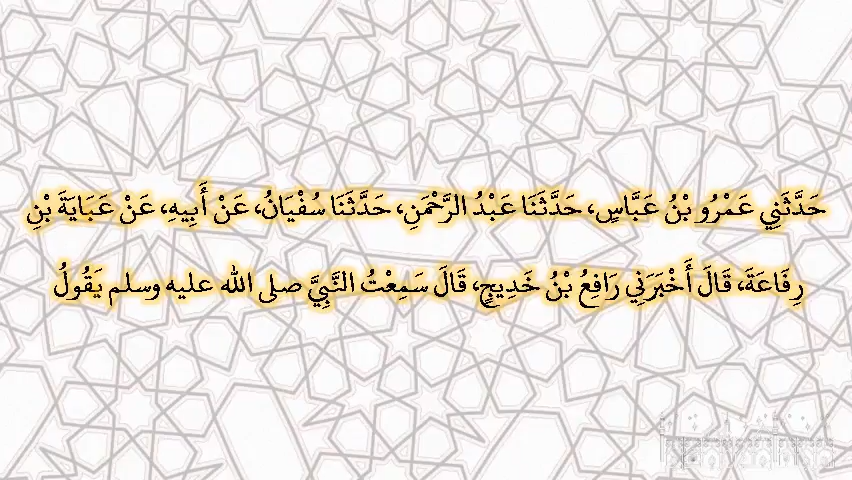 حَدَّثَنِي عَمْرُو بْنُ عَبَّاسٍ، حَدَّثَنَا عَبْدُ الرَّحْمَنِ، حَدَّثَنَا سُفْيَانُ، عَنْ أَبِيهِ، عَنْ عَبَايَةَ بْنِ
رِفَاعَةَ، قَالَ أَخْبَرَنِي رَافِعُ بْنُ خَدِيجٍ، قَالَ سَمِعْتُ النَّبِيَّ صلى الله عليه وسلم يَقُولُ